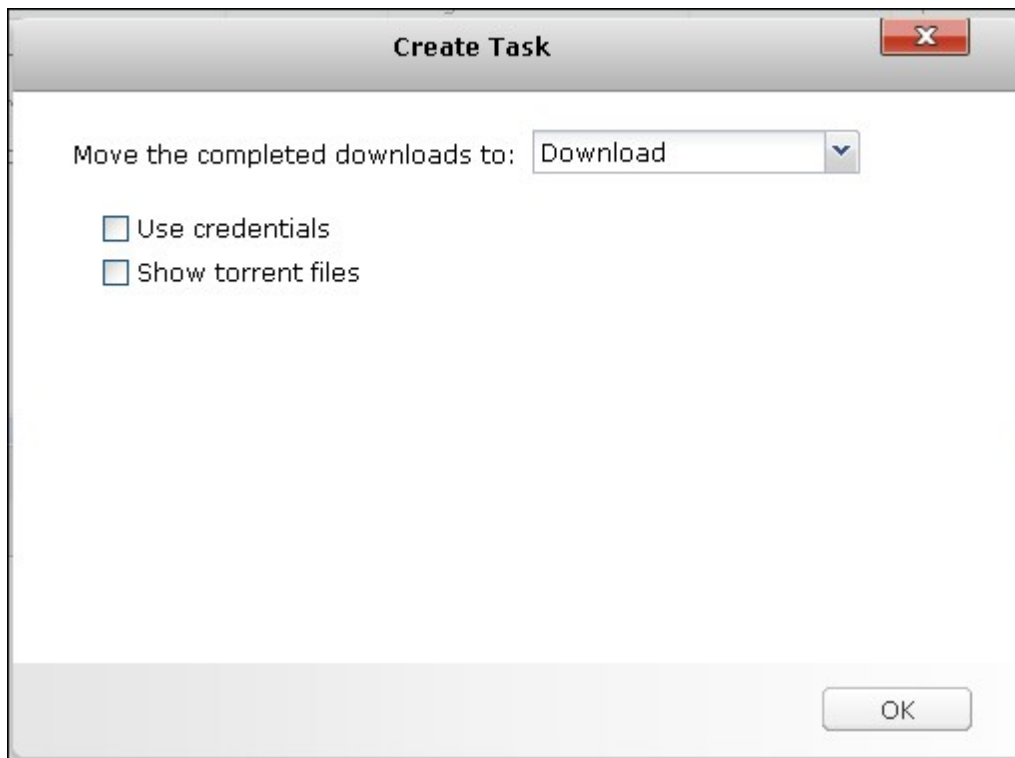 Create Task
Move the completed downloads to: Download
Use credentials
Show torrent files
OK